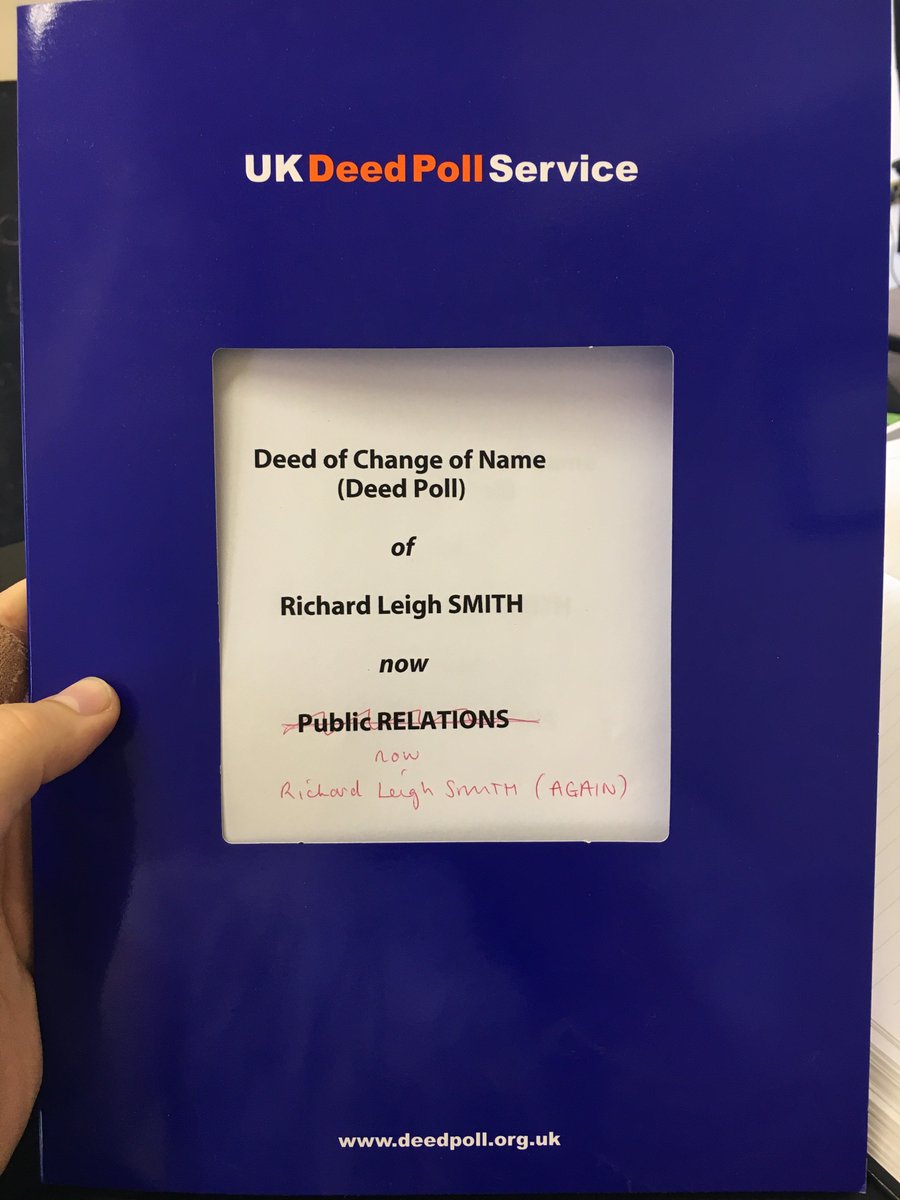 UK Deed Poll Service
Deed of Change of Name
(Deed Poll)
of
Richard Leigh SMITH
now
Public RELATIONS
now
Richard Leigh SMITH (AGAIN)
www.deedpoll.org.uk